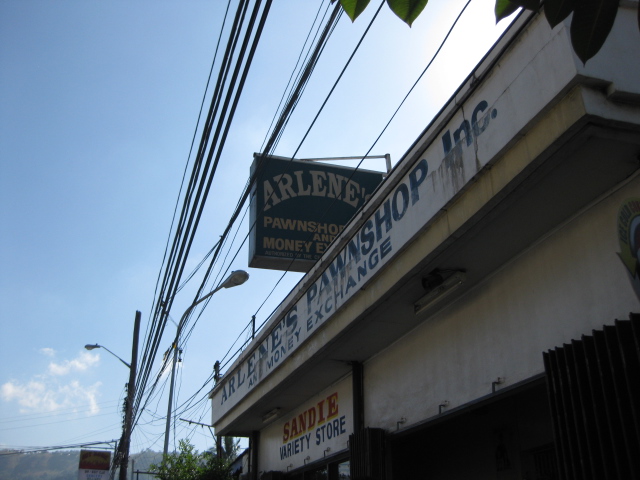 ARLENE'S
PAWNSHOP
AND
MONEY
ARLENE'S PAWNSHOP Inc.
AND MONEY EXCHANGE
SANDIE
VARIETY STORE